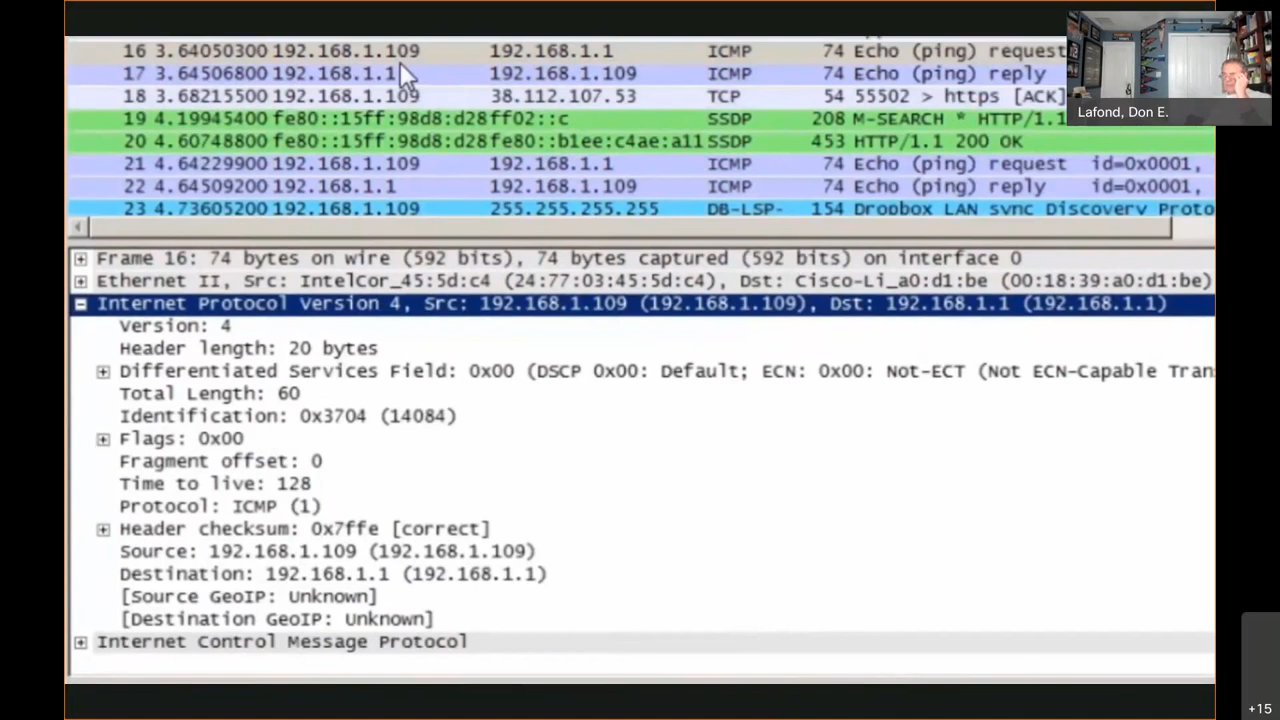 16 3.64050300 192.168.1.109 192.168.1.1 ICMP 74 Echo (ping) request
17 3.64506800 192.168.1.1 192.168.1.109 ICMP 74 Echo (ping) reply
18 3.68215500 192.168.1.109 38.112.107.53 TCP 54 55502 > https [ACK]
19 4.19945400 fe80::15ff:98d8:d28 ff02::c SSDP 208 M-SEARCH * HTTP/1.1
20 4.60748800 fe80::15ff:98d8:d28 fe80::b1ee:c4ae:a11 SSDP 453 HTTP/1.1 200 OK
21 4.64229900 192.168.1.109 192.168.1.1 ICMP 74 Echo (ping) request id=0x0001,
22 4.64509200 192.168.1.1 192.168.1.109 ICMP 74 Echo (ping) reply id=0x0001,
23 4.73605200 192.168.1.109 255.255.255.255 DB-LSP- 154 Dropbox LAN sync Discovery Proto
Lafond, Don E.
Frame 16: 74 bytes on wire (592 bits), 74 bytes captured (592 bits) on interface 0
Ethernet II, Src: IntelCor_45:5d:c4 (24:77:03:45:5d:c4), Dst: Cisco-Li_a0:d1:be (00:18:39:a0:d1:be)
Internet Protocol Version 4, Src: 192.168.1.109 (192.168.1.109), Dst: 192.168.1.1 (192.168.1.1)
Version: 4
Header length: 20 bytes
Differentiated Services Field: 0x00 (DSCP 0x00: Default; ECN: 0x00: Not-ECT (Not ECN-Capable Tran
Total Length: 60
Identification: 0x3704 (14084)
Flags: 0x00
Fragment offset: 0
Time to live: 128
Protocol: ICMP (1)
Header checksum: 0x7ffe [correct]
Source: 192.168.1.109 (192.168.1.109)
Destination: 192.168.1.1 (192.168.1.1)
[Source GeoIP: Unknown]
[Destination GeoIP: Unknown]
Internet Control Message Protocol
+15